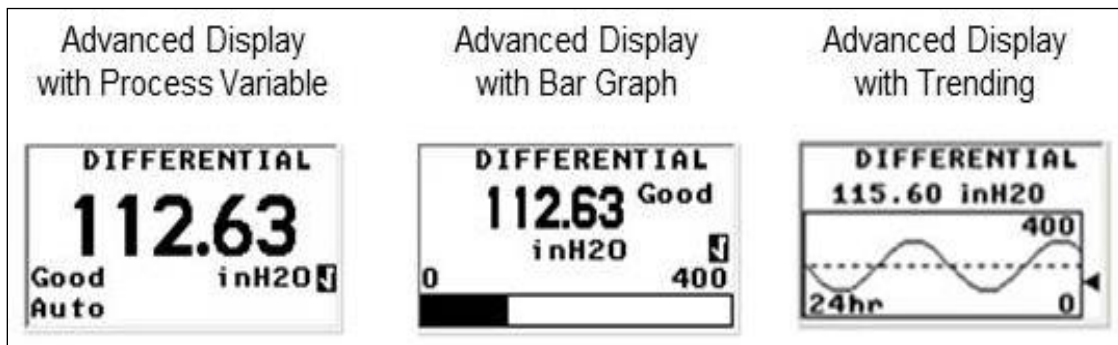 Advanced Display
with Process Variable
DIFFERENTIAL
112.63
Good inH2O √
Auto
Advanced Display
with Bar Graph
DIFFERENTIAL
112.63 Good
inH2O √
0 400
Advanced Display
with Trending
DIFFERENTIAL
115.60 inH2O
400
24hr 0